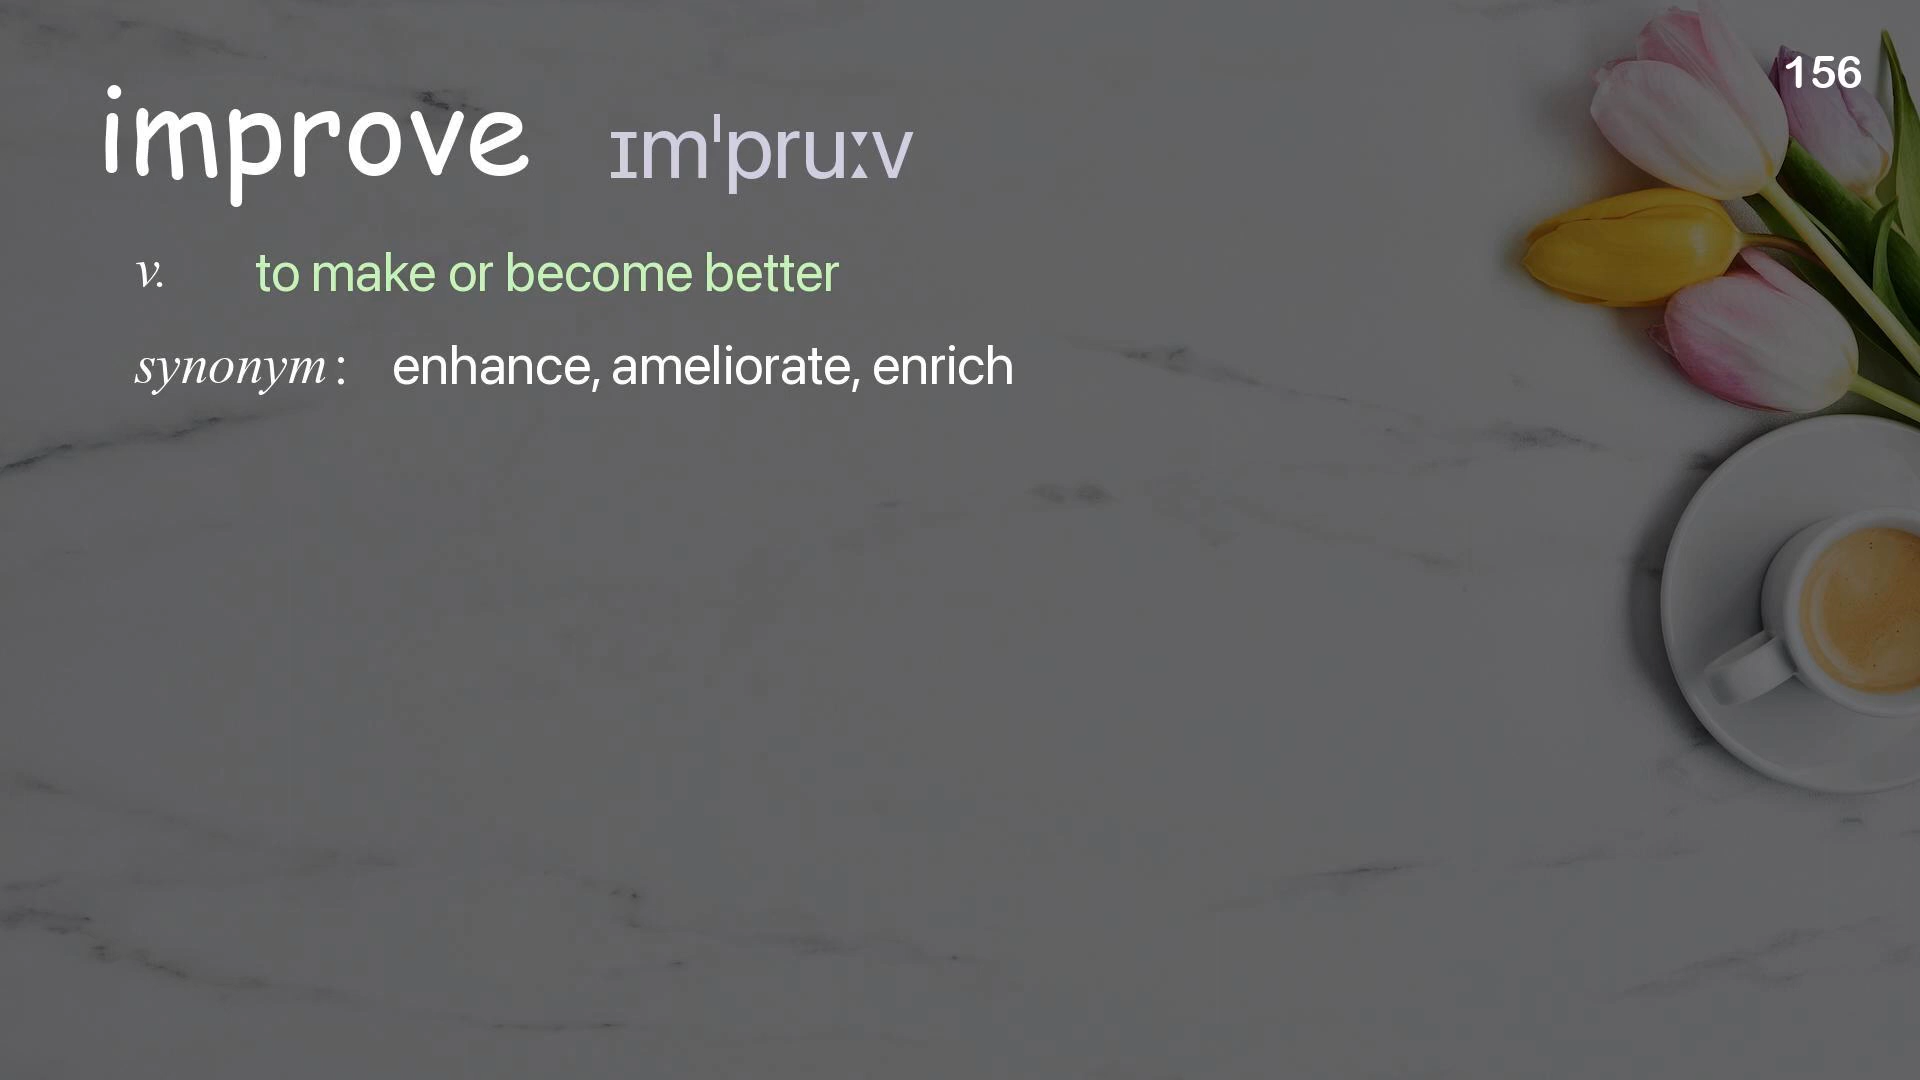 156
improve ɪmˈpruːv
v. to make or become better
synonym : enhance, ameliorate, enrich